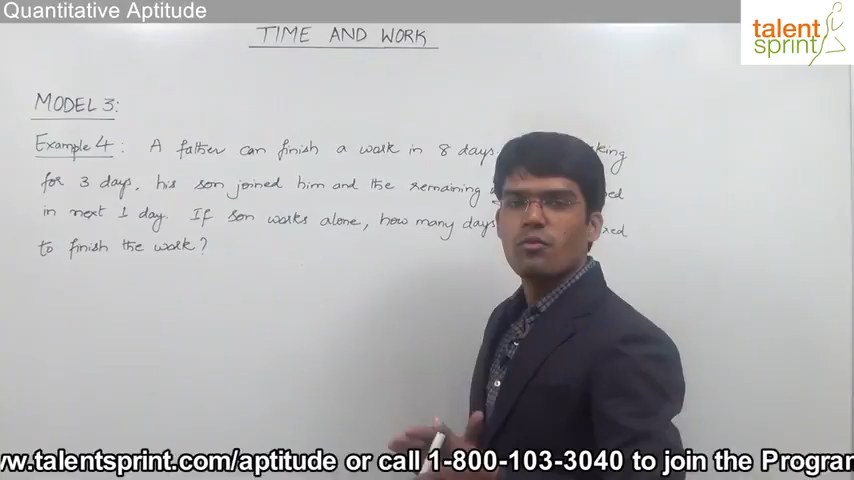 Quantitative Aptitude
talent
sprint
TIME AND WORK
MODEL 3:
Example 4 : A father can finish a work in 8 days.
for 3 days, his son joined him and the remaining
in next 1 day. If son works alone, how many days
to finish the work?
.talentsprint.com/aptitude or call 1-800-103-3040 to join the